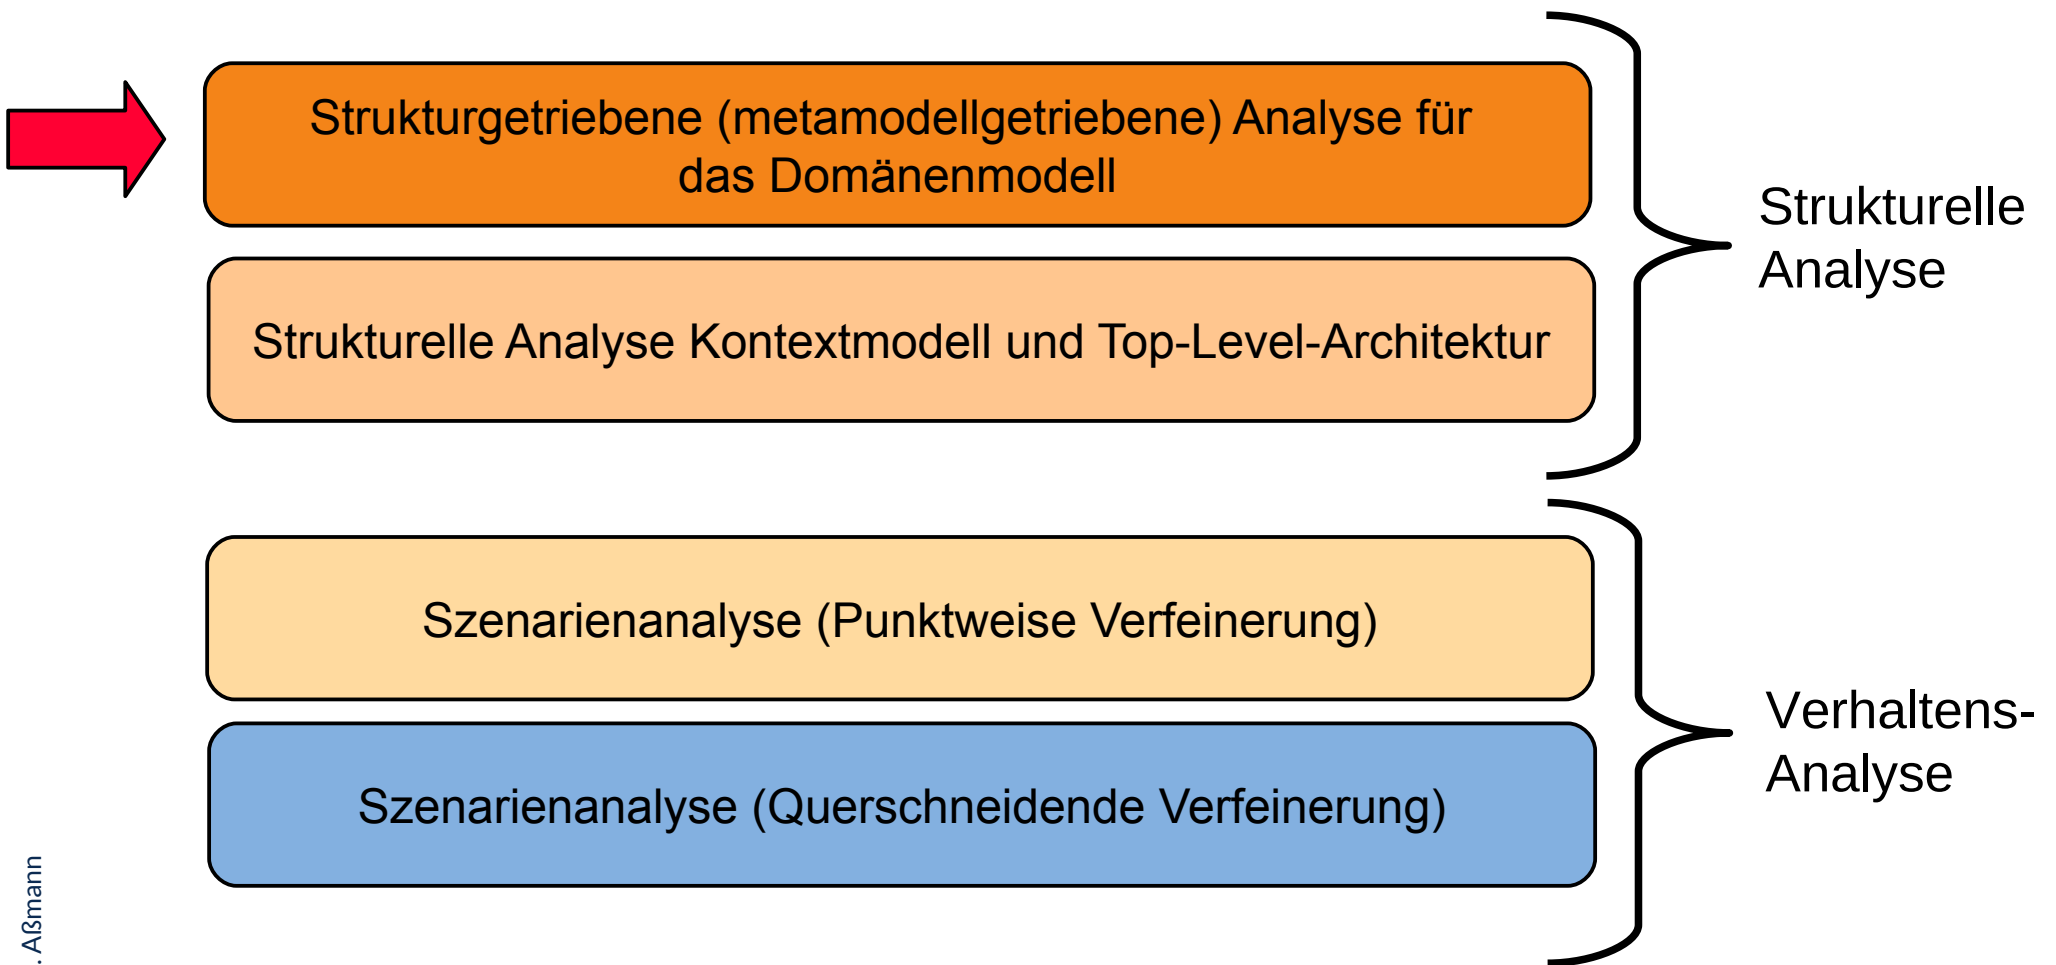 Strukturgetriebene (metamodellgetriebene) Analyse für
das Domänenmodell
Strukturelle Analyse Kontextmodell und Top-Level-Architektur
Strukturelle
Analyse
Szenarienanalyse (Punktweise Verfeinerung)
Szenarienanalyse (Querschneidende Verfeinerung)
Verhaltens-
Analyse
. Aßmann